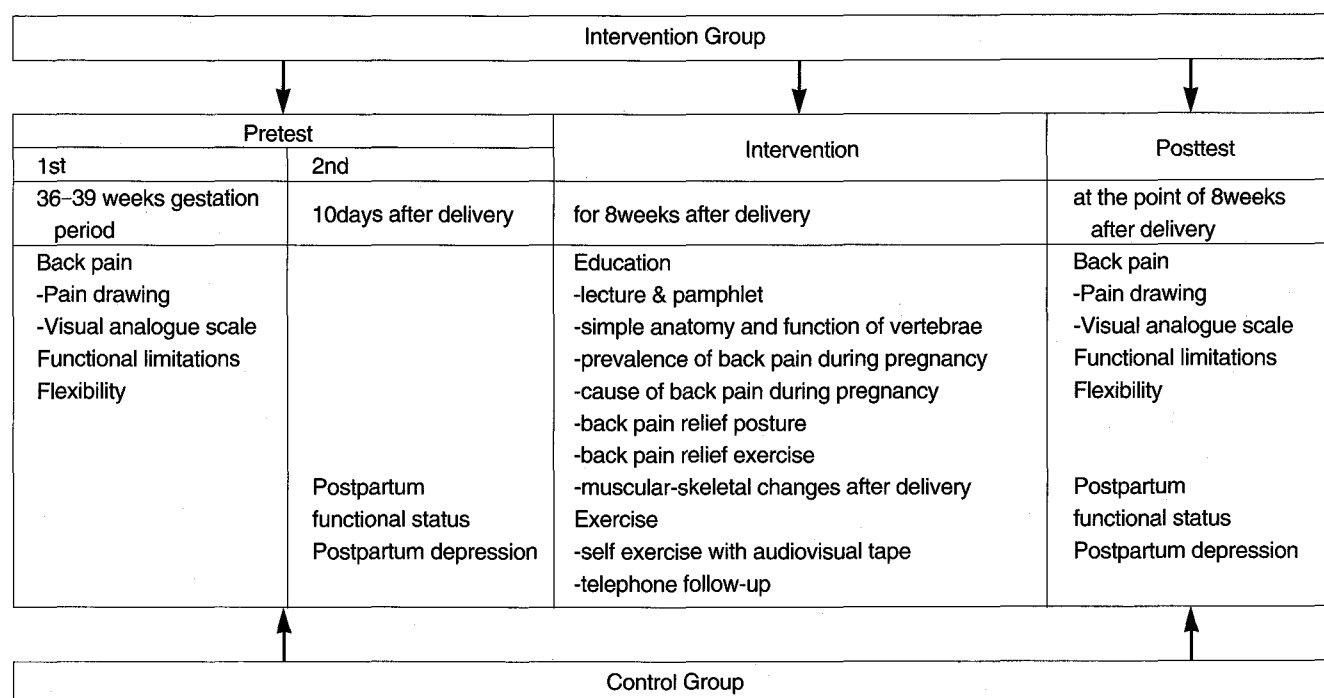 Intervention Group
Pretest
Intervention
Posttest
1st
2nd
36–39 weeks gestation
period
10days after delivery
for 8weeks after delivery
at the point of 8weeks
after delivery
Back pain
-Pain drawing
-Visual analogue scale
Functional limitations
Flexibility
Postpartum
functional status
Postpartum depression
Education
-lecture & pamphlet
-simple anatomy and function of vertebrae
-prevalence of back pain during pregnancy
-cause of back pain during pregnancy
-back pain relief posture
-back pain relief exercise
-muscular-skeletal changes after delivery
Exercise
-self exercise with audiovisual tape
-telephone follow-up
Back pain
-Pain drawing
-Visual analogue scale
Functional limitations
Flexibility
Postpartum
functional status
Postpartum depression
Control Group